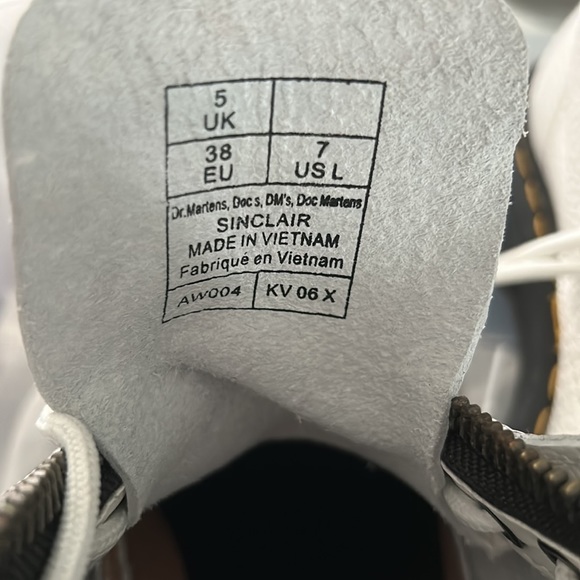 5
UK
38
EU
7
US L
Dr.Martens, Doc s, DM's, Doc Martens
SINCLAIR
MADE IN VIETNAM
Fabriqué en Vietnam
AW004
KV 06 X